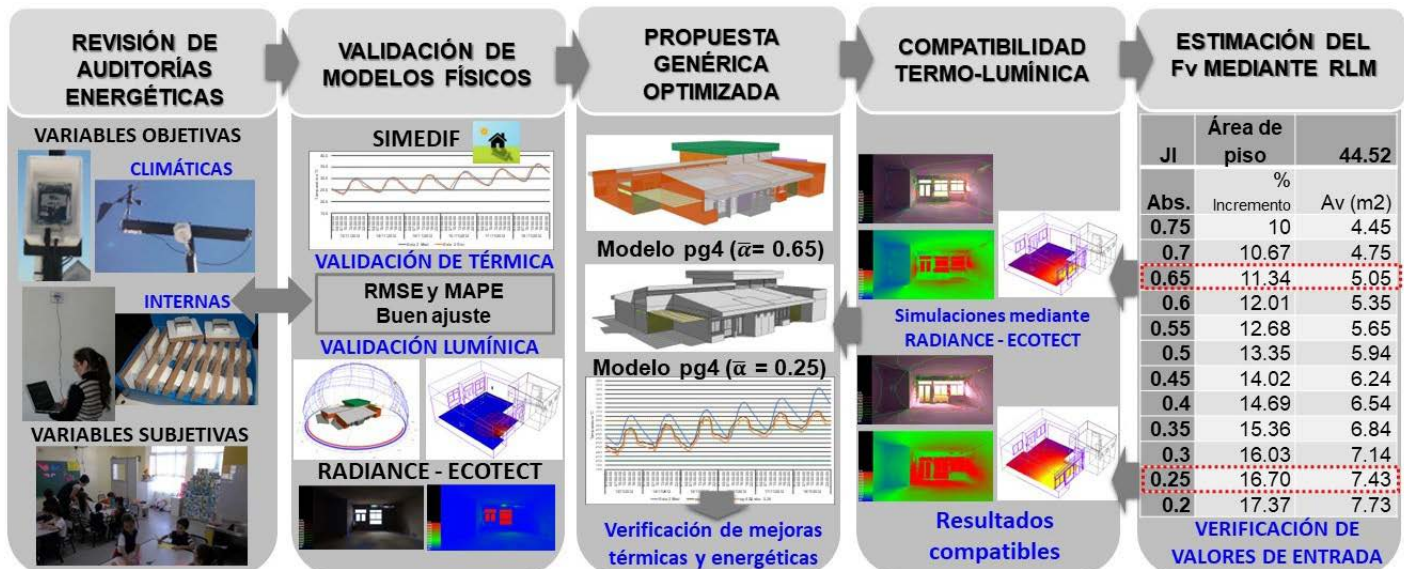 REVISIÓN DE
AUDITORÍAS
ENERGÉTICAS
VARIABLES OBJETIVAS
CLIMÁTICAS
INTERNAS
VARIABLES SUBJETIVAS
VALIDACIÓN DE
MODELOS FÍSICOS
SIMEDIF
VALIDACIÓN DE TÉRMICA
RMSE y MAPE
Buen ajuste
VALIDACIÓN LUMÍNICA
RADIANCE - ECOTECT
PROPUESTA
GENÉRICA
OPTIMIZADA
Modelo pg4 (ᾱ= 0.65)
Modelo pg4 (ᾱ = 0.25)
Verificación de mejoras
térmicas y energéticas
COMPATIBILIDAD
TERMO-LUMÍNICA
Simulaciones mediante
RADIANCE - ECOTECT
Resultados
compatibles
ESTIMACIÓN DEL
Fv MEDIANTE RLM
JI Área de piso 44.52
Abs. % Incremento Av (m2)
0.75 10 4.45
0.7 10.67 4.75
0.65 11.34 5.05
0.6 12.01 5.35
0.55 12.68 5.65
0.5 13.35 5.94
0.45 14.02 6.24
0.4 14.69 6.54
0.35 15.36 6.84
0.3 16.03 7.14
0.25 16.70 7.43
0.2 17.37 7.73
VERIFICACIÓN DE
VALORES DE ENTRADA